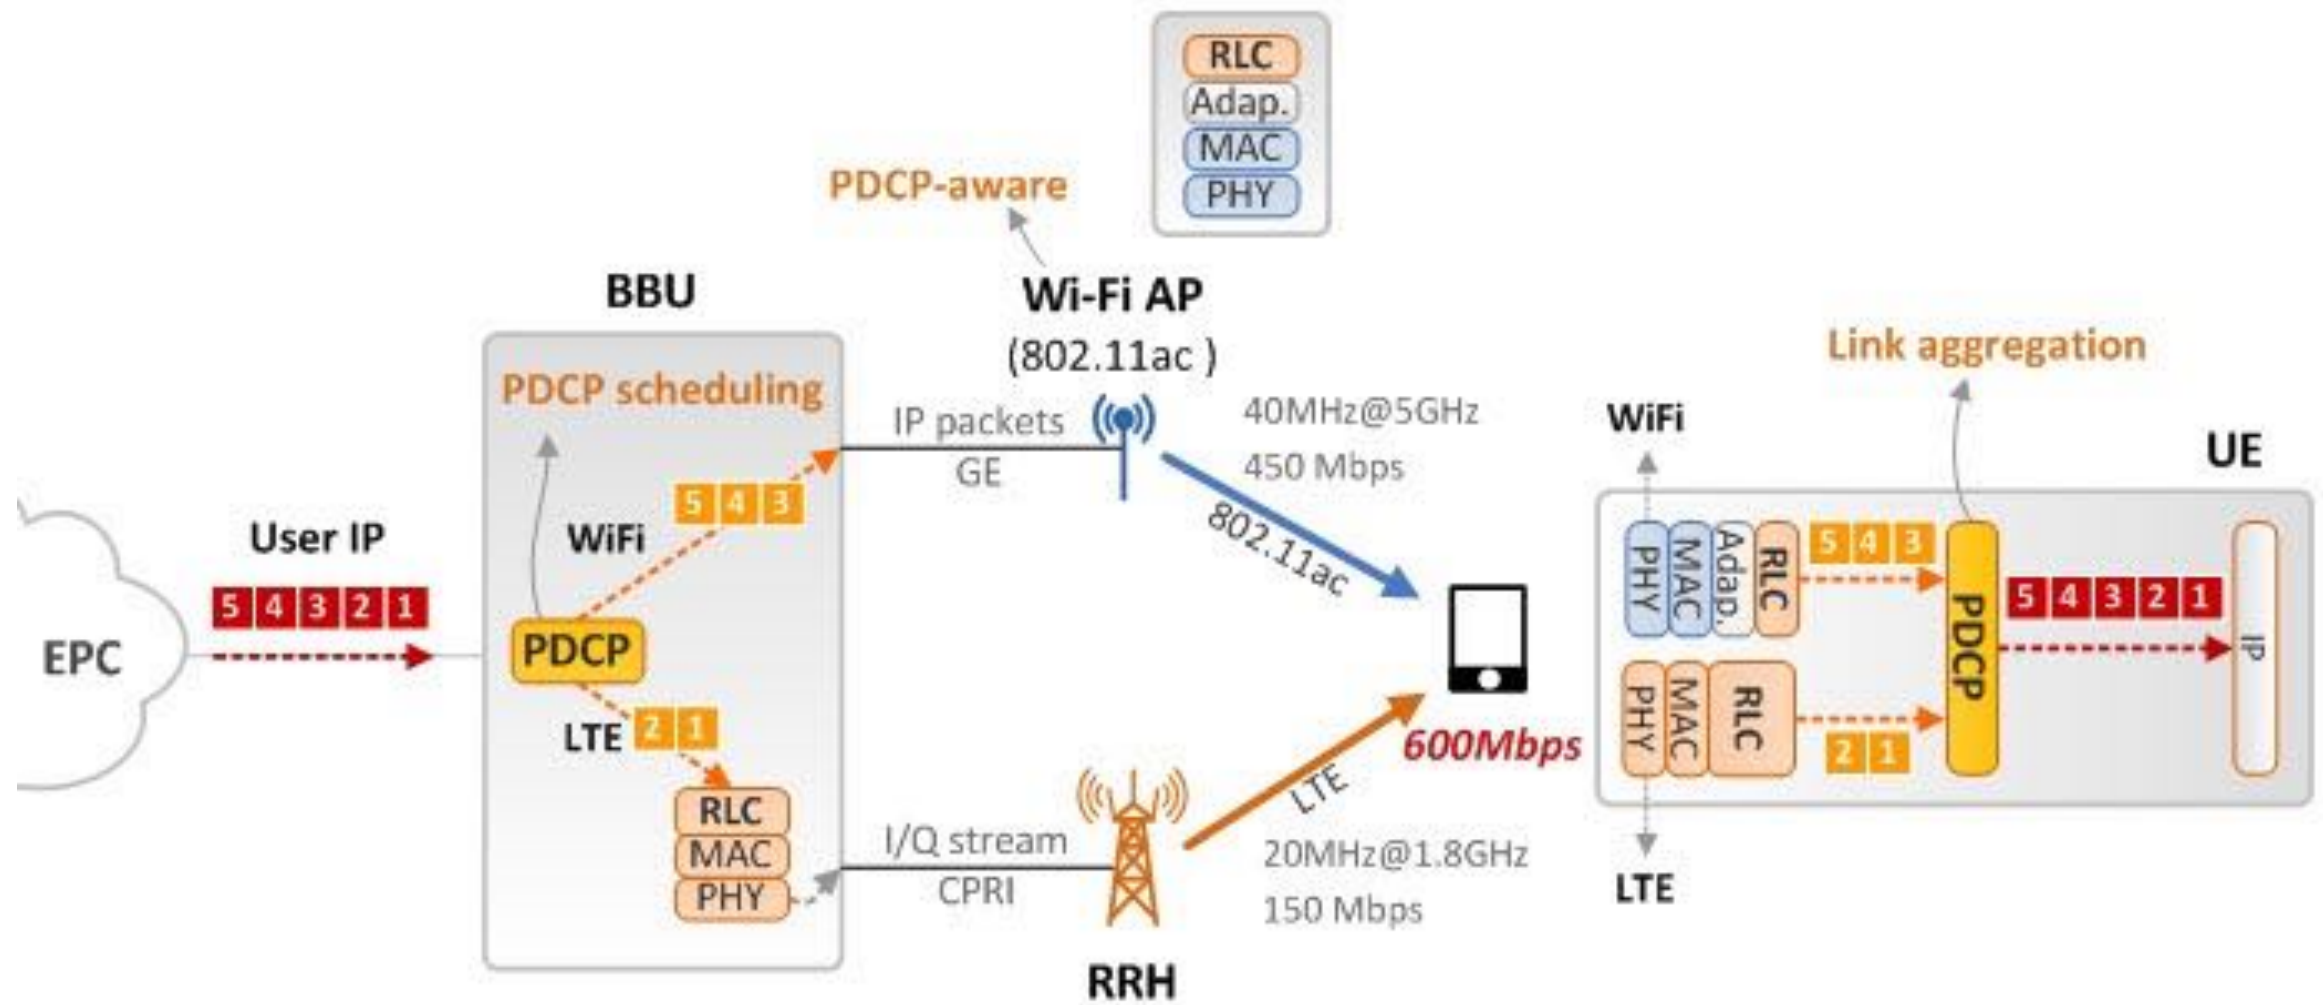 RLC
Adap.
MAC
PHY
PDCP-aware
BBU
Wi-Fi AP
(802.11ac )
PDCP scheduling
IP packets
GE
40MHz@5GHz
450 Mbps
802.11ac
WiFi
5 4 3
User IP
5 4 3 2 1
EPC
PDCP
LTE
2 1
RLC
MAC
PHY
I/Q stream
CPRI
RRH
LTE
20MHz@1.8GHz
150 Mbps
600Mbps
Link aggregation
WiFi
UE
PHY
MAC
Adap.
RLC
5 4 3
PHY
MAC
RLC
2 1
PDCP
5 4 3 2 1
IP
LTE